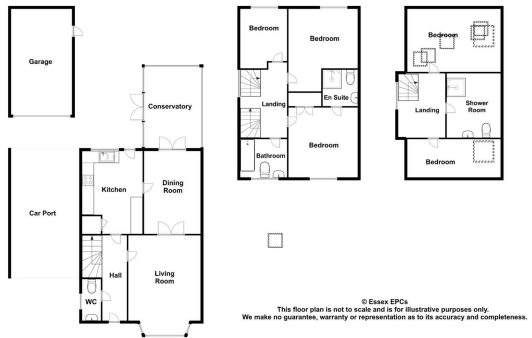 Garage
Conservatory
Kitchen
Dining
Room
Car Port
Hall
Living
Room
WC
Bedroom
Bedroom
En Suite
Landing
Bathroom
Bedroom
Bedroom
Landing
Shower
Room
Bedroom
© Essex EPCs
This floor plan is not to scale and is for illustrative purposes only.
We make no guarantee, warranty or representation as to its accuracy and completeness.